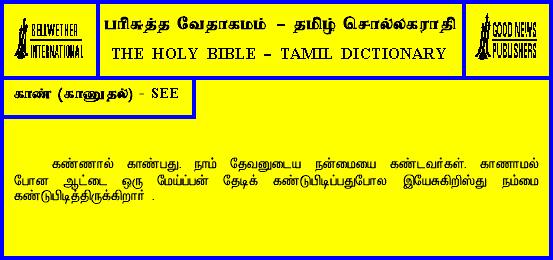 BELLWETHER
INTERNATIONAL
பரிசுத்த வேதாகமம் – தமிழ் சொல்லகராதி
THE HOLY BIBLE – TAMIL DICTIONARY
GOOD NEWS
PUBLISHERS
காண் (காணுதல்) - SEE
கண்ணால் காண்பது. நாம் தேவனுடைய நன்மையை கண்டவர்கள். காணாமல்
போன ஆட்டை ஒரு மேய்ப்பன் தேடிக் கண்டுபிடிப்பதுபோல இயேசுகிறிஸ்து நம்மை
கண்டுபிடித்திருக்கிறார் .